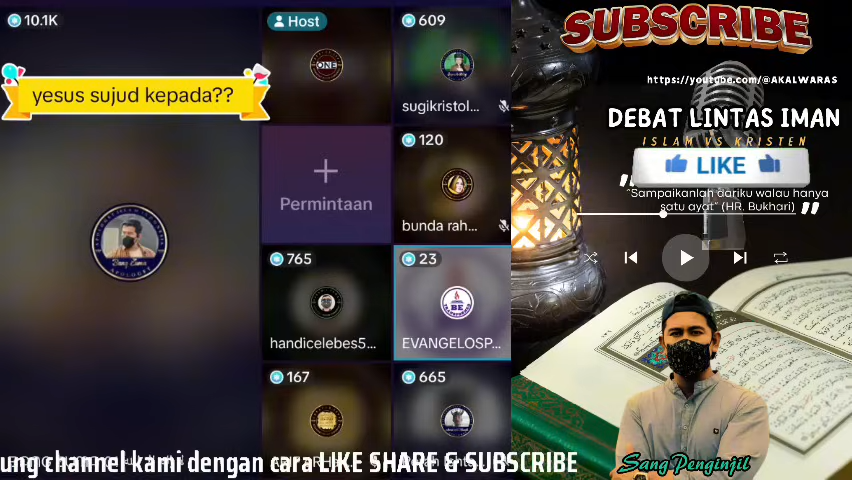 10.1K
yesus sujud kepada??
Host
ONE
609
sugikristol...
Permintaan
120
bunda rah...
765
handicelebes5...
23
BE
EVANGELOSP...
167
665
ung channel kami dengan cara LIKE SHARE & SUBSCRIBE
SUBSCRIBE
https://youtube.com/@AKALWARAS
DEBAT LINTAS IMAN
ISLAM VS KRISTEN
LIKE
"Sampaikanlah dariku walau hanya
satu ayat" (HR. Bukhari)
SangPenginjil